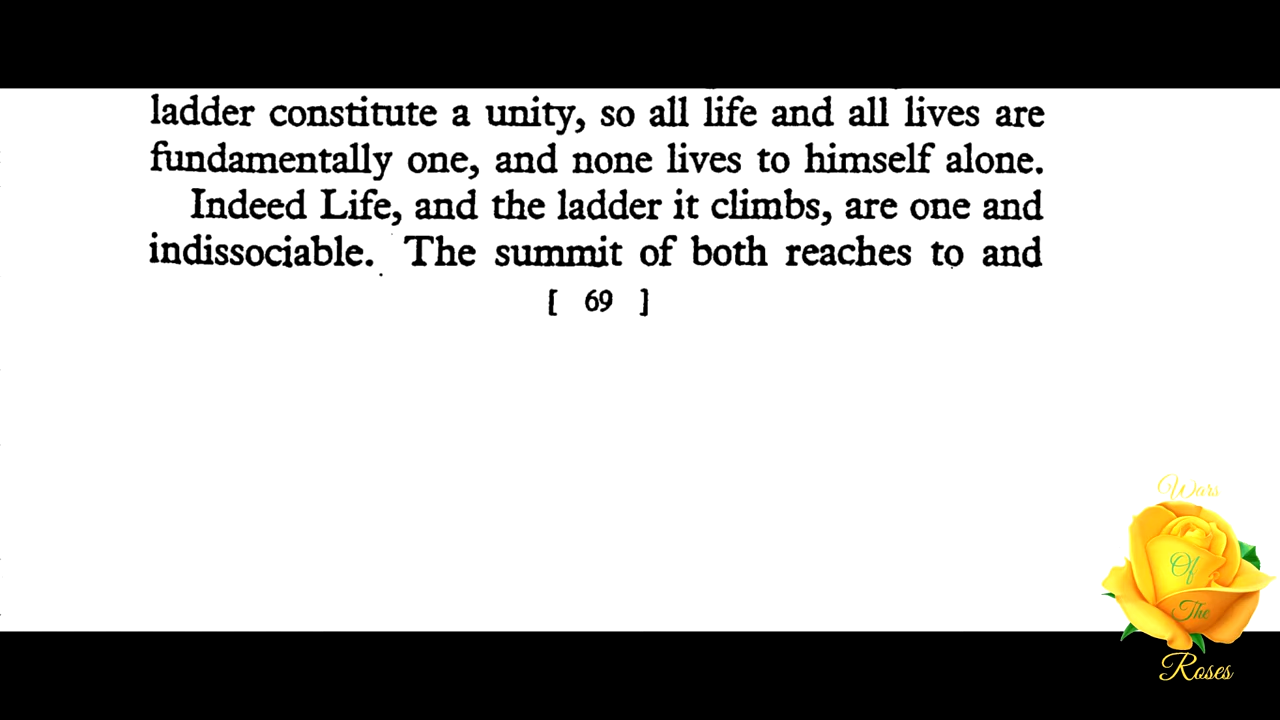 ladder constitute a unity, so all life and all lives are
fundamentally one, and none lives to himself alone.
Indeed Life, and the ladder it climbs, are one and
indissociable. The summit of both reaches to and
[ 69 ]
Wars
Of
The
Roses